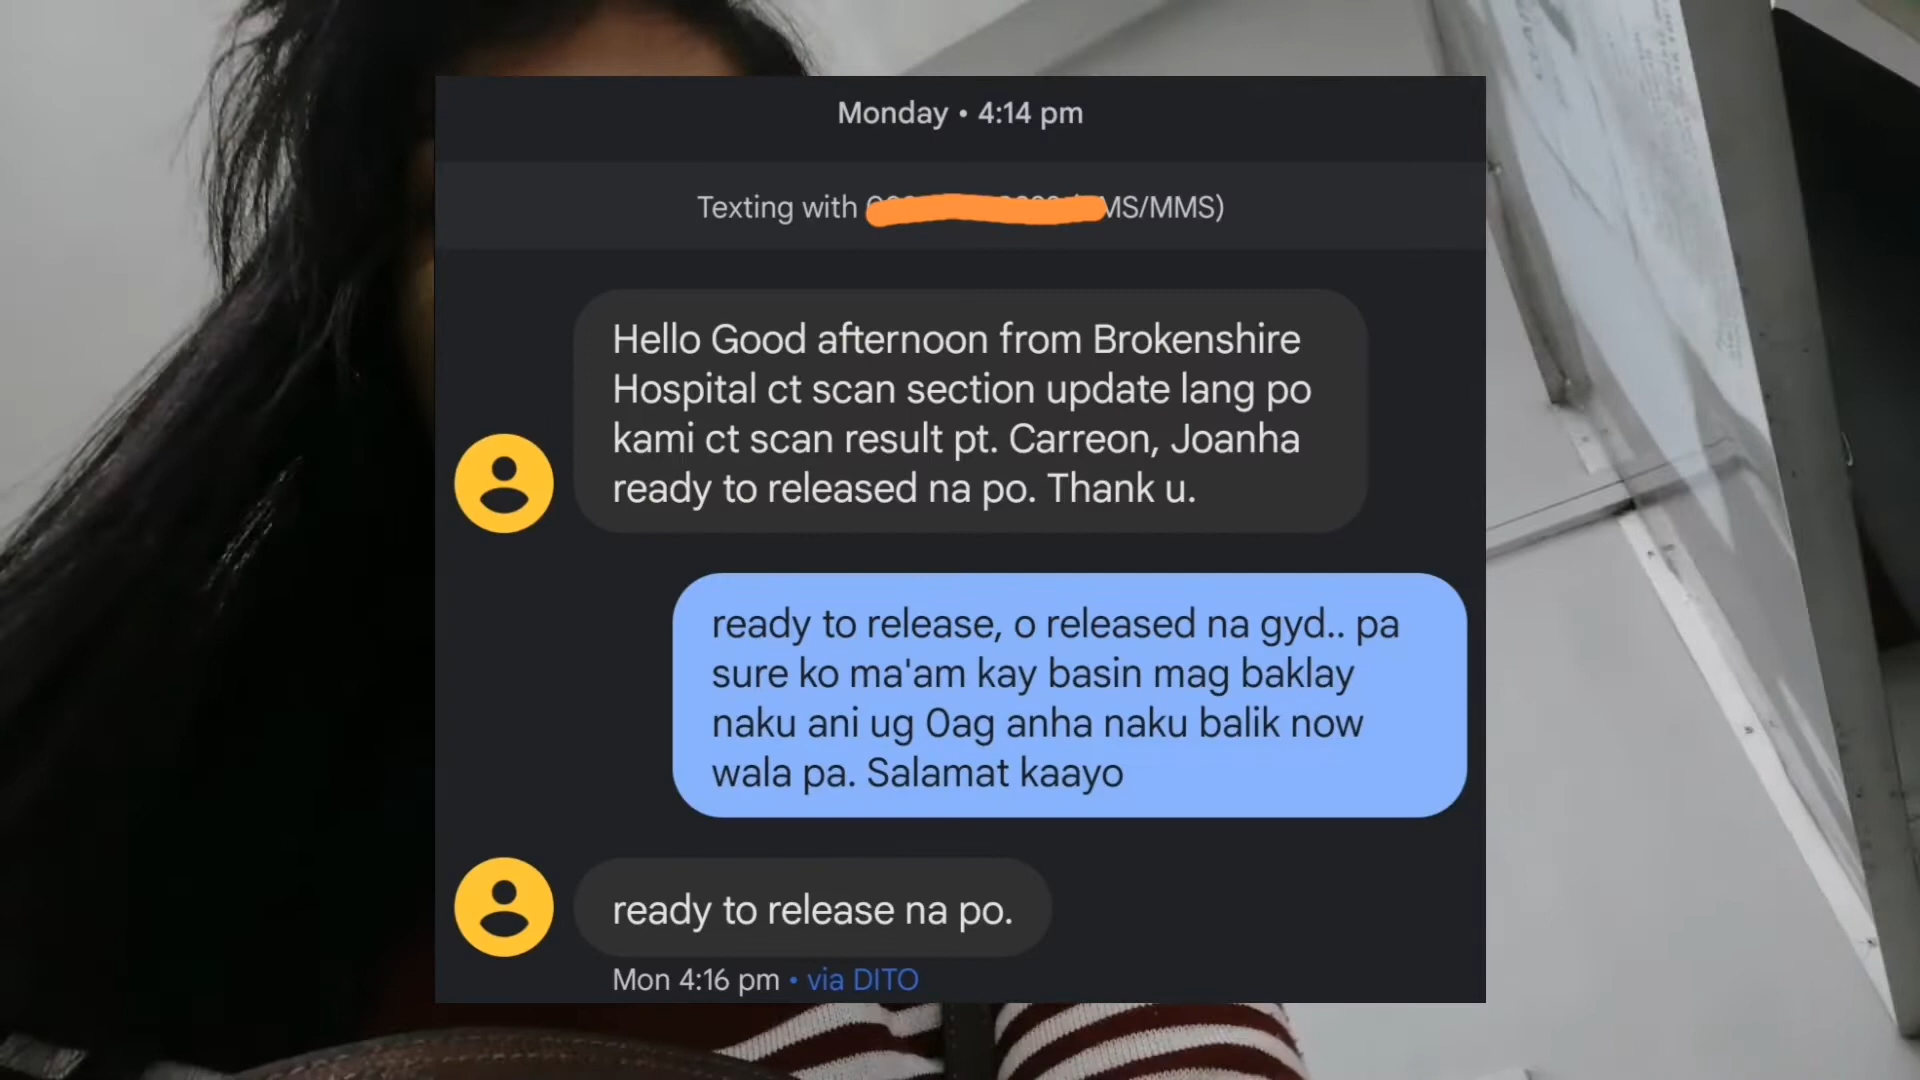 Monday • 4:14 pm
Texting with MS/MMS)
Hello Good afternoon from Brokenshire
Hospital ct scan section update lang po
kami ct scan result pt. Carreon, Joanha
ready to released na po. Thank u.
ready to release, o released na gyd.. pa
sure ko ma'am kay basin mag baklay
naku ani ug 0ag anha naku balik now
wala pa. Salamat kaayo
ready to release na po.
Mon 4:16 pm • via DITO